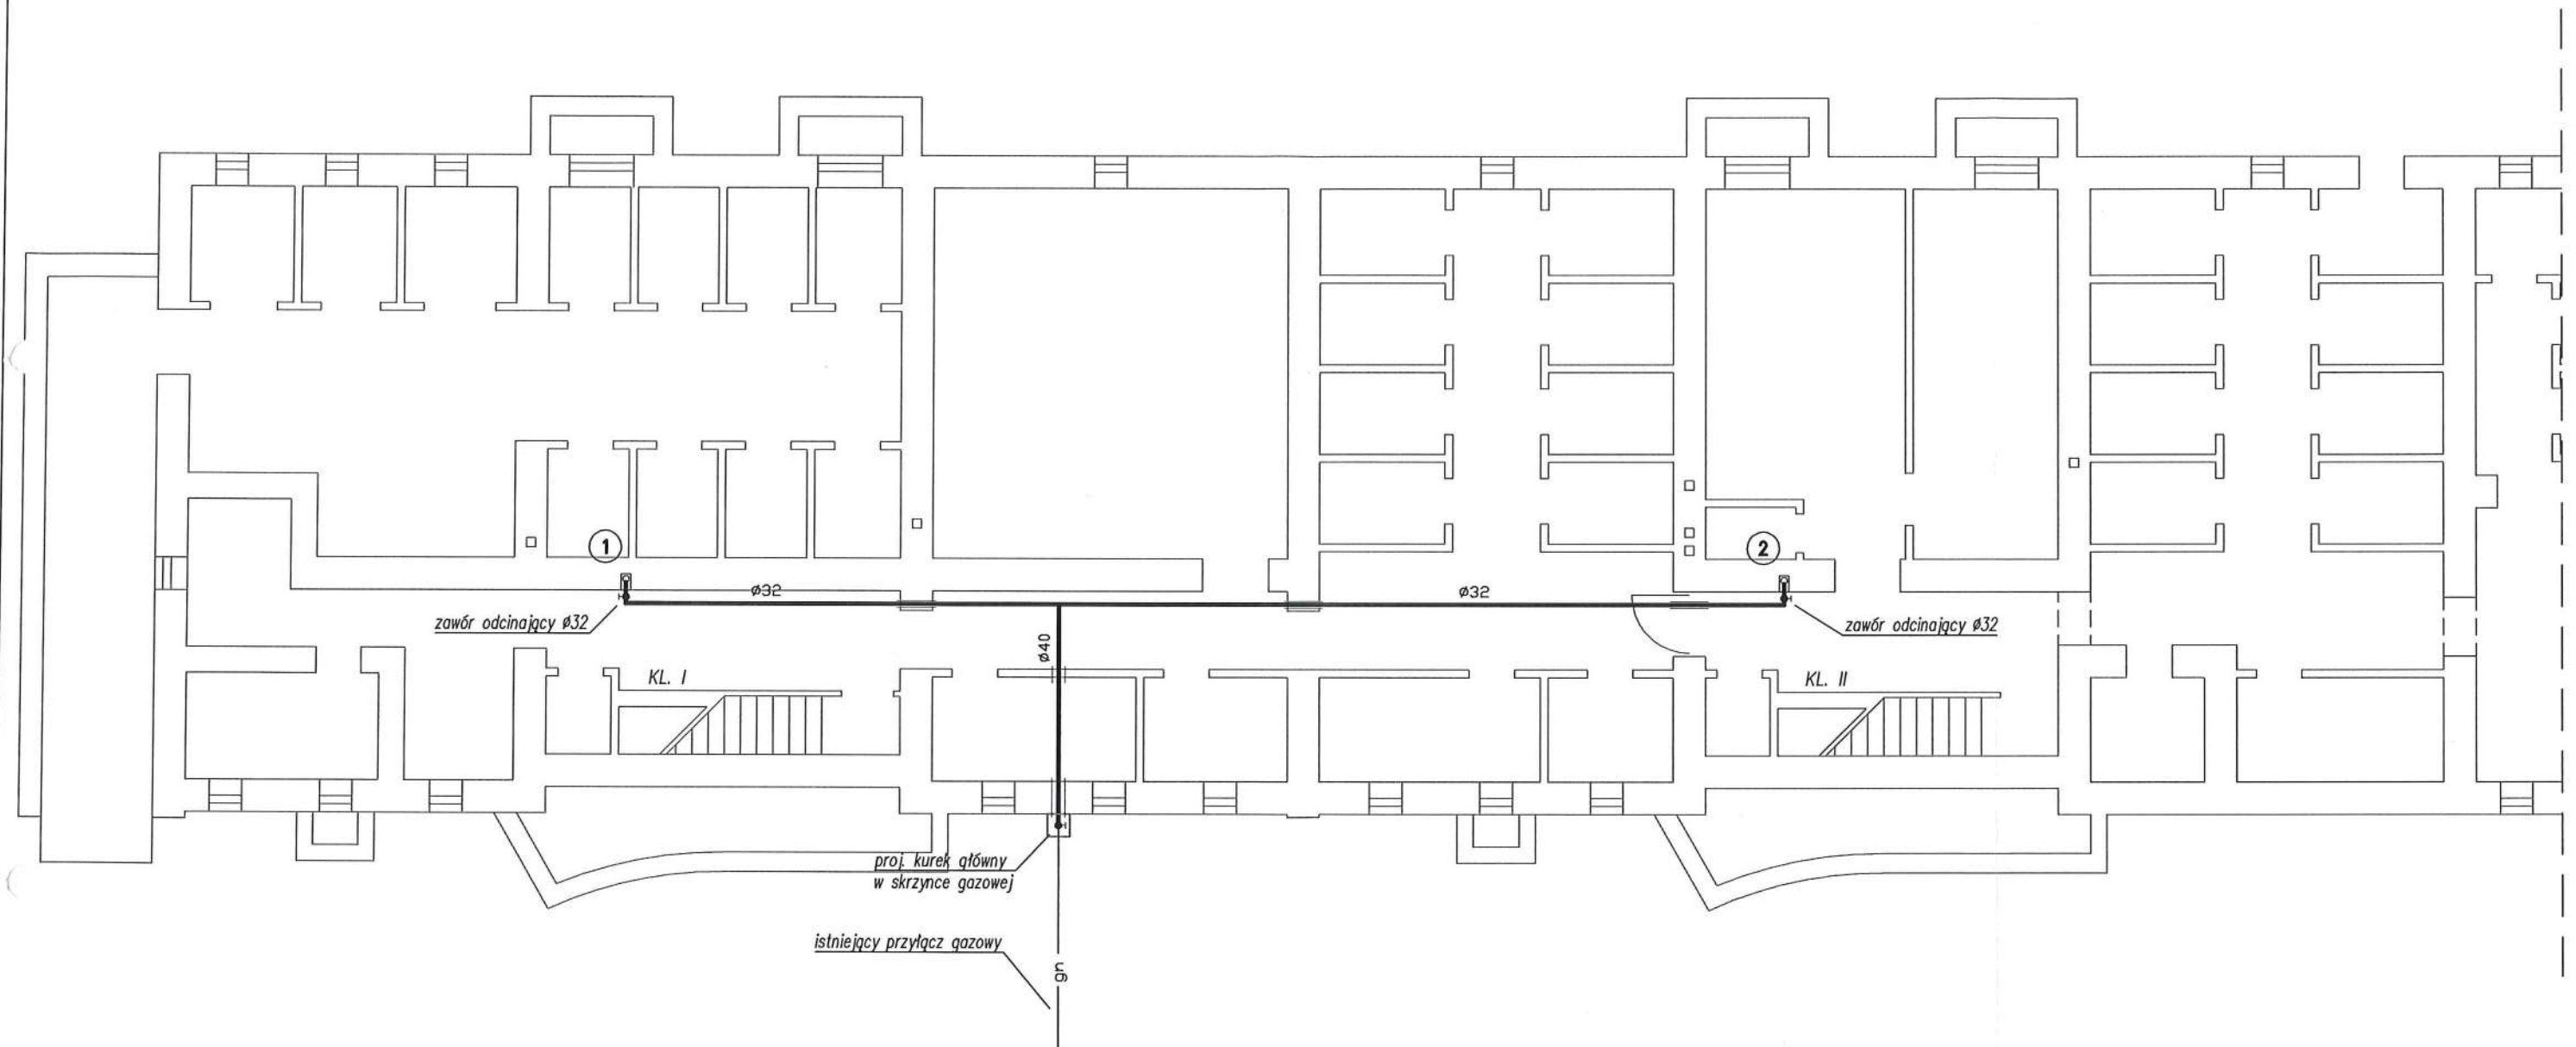 1
2
ø32
ø32
zawór odcinający ø32
zawór odcinający ø32
ø40
KL. I
KL. II
proj. kurek główny
w skrzynce gazowej
istniejący przyłącz gazowy
gn